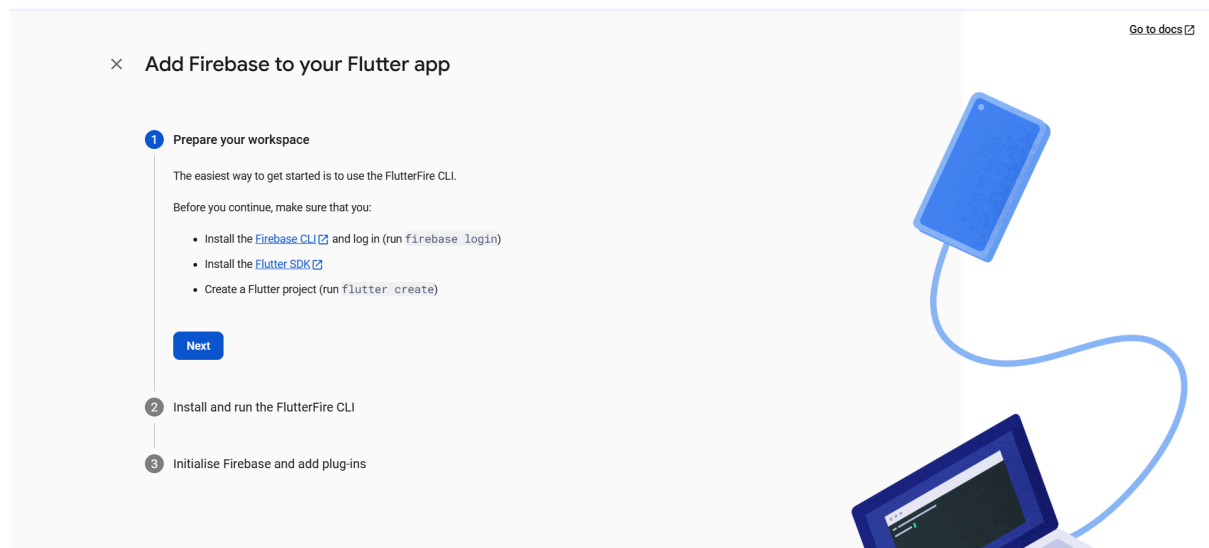 Go to docs
Add Firebase to your Flutter app
1 Prepare your workspace
The easiest way to get started is to use the FlutterFire CLI.
Before you continue, make sure that you:
• Install the Firebase CLI and log in (run firebase login)
• Install the Flutter SDK
• Create a Flutter project (run flutter create)
Next
2 Install and run the FlutterFire CLI
3 Initialise Firebase and add plug-ins